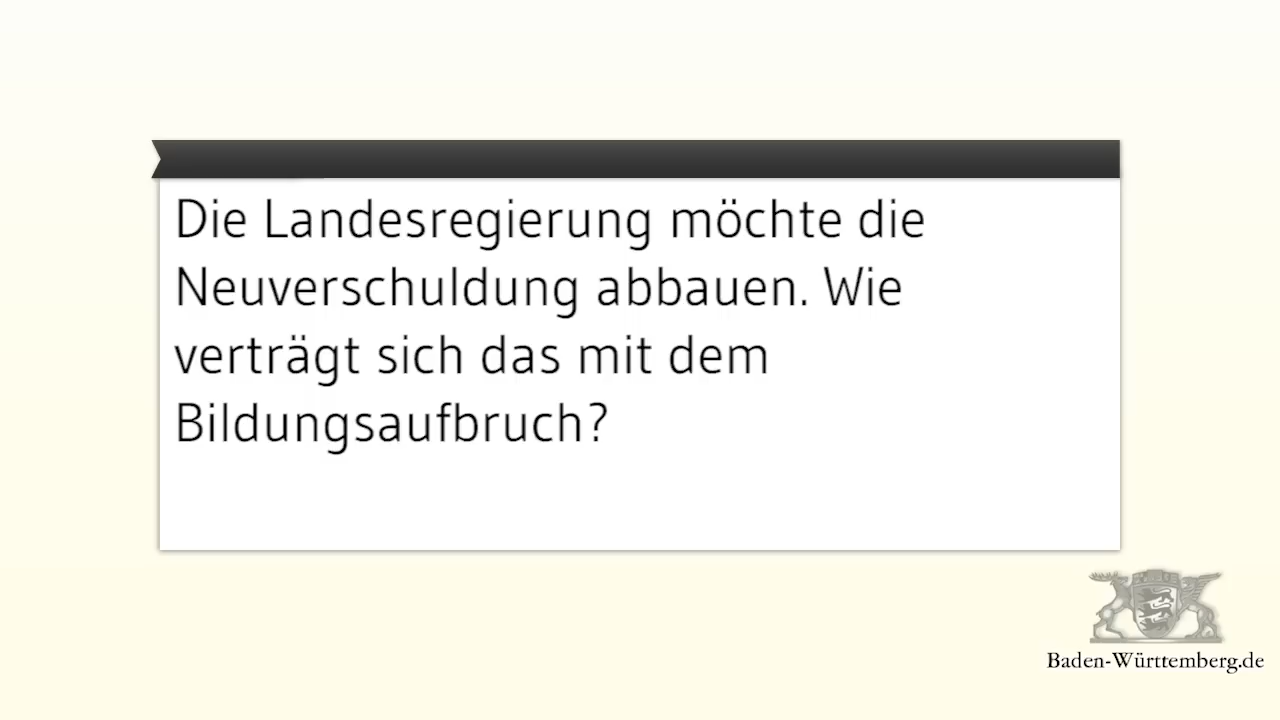 Die Landesregierung möchte die
Neuverschuldung abbauen. Wie
verträgt sich das mit dem
Bildungsaufbruch?
Baden-Württemberg.de